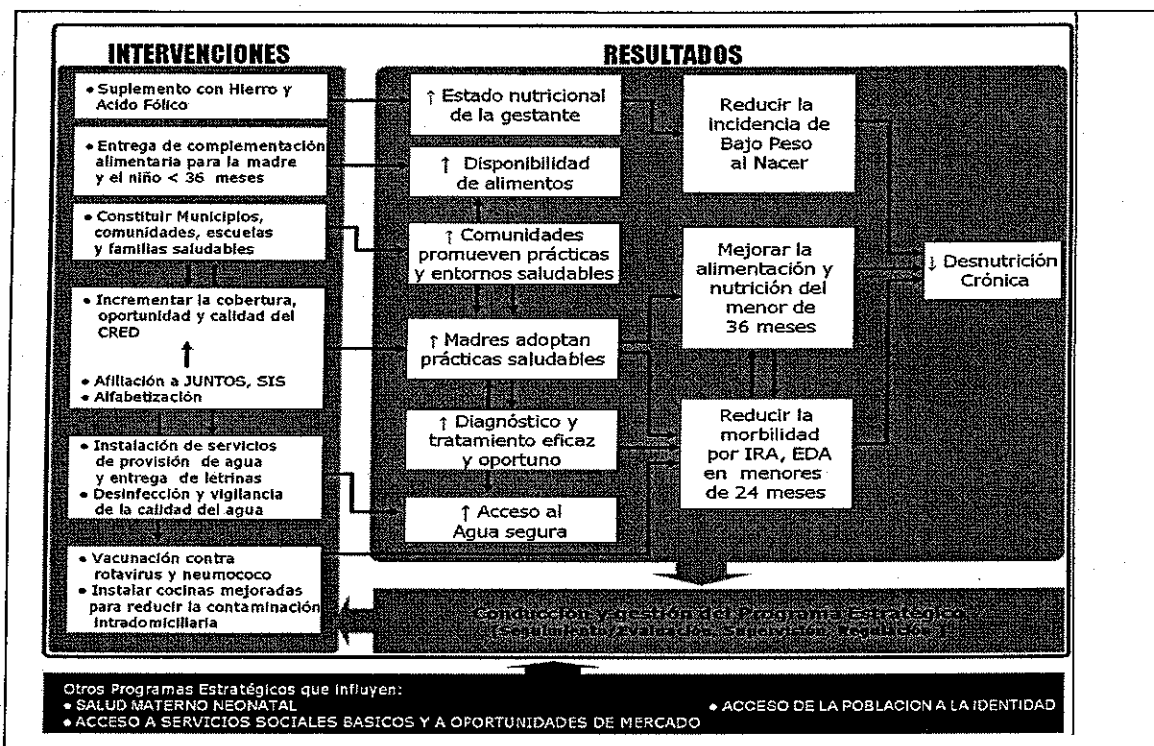 INTERVENCIONES
• Suplemento con Hierro y
Acido Fólico
• Entrega de complementación
alimentaria para la madre
y el niño < 36 meses
• Constituir Municipios,
comunidades, escuelas
y familias saludables
• Incrementar la cobertura,
oportunidad y calidad del
CRED
• Afiliación a JUNTOS, SIS
• Alfabetización
• Instalación de servicios
de provisión de agua
y entrega de letrinas
• Desinfección y vigilancia
de la calidad del agua
• Vacunación contra
rotavirus y neumococo
• Instalar cocinas mejoradas
para reducir la contaminación
intradomiciliaria
RESULTADOS
↑ Estado nutricional
de la gestante
↑ Disponibilidad
de alimentos
↑ Comunidades
promueven prácticas
y entornos saludables
↑ Madres adoptan
prácticas saludables
↑ Diagnóstico y
tratamiento eficaz
y oportuno
↑ Acceso al
Agua segura
Reducir la
incidencia de
Bajo Peso
al Nacer
Mejorar la
alimentación y
nutrición del
menor de
36 meses
Reducir la
morbilidad
por IRA, EDA
en menores
de 24 meses
↓ Desnutrición
Crónica
Conducción y gestión del Programa Estratégico
(Seguimiento/Evaluación, Supervisión, Regulación )
Otros Programas Estratégicos que influyen:
• SALUD MATERNO NEONATAL
• ACCESO A SERVICIOS SOCIALES BASICOS Y A OPORTUNIDADES DE MERCADO
• ACCESO DE LA POBLACION A LA IDENTIDAD